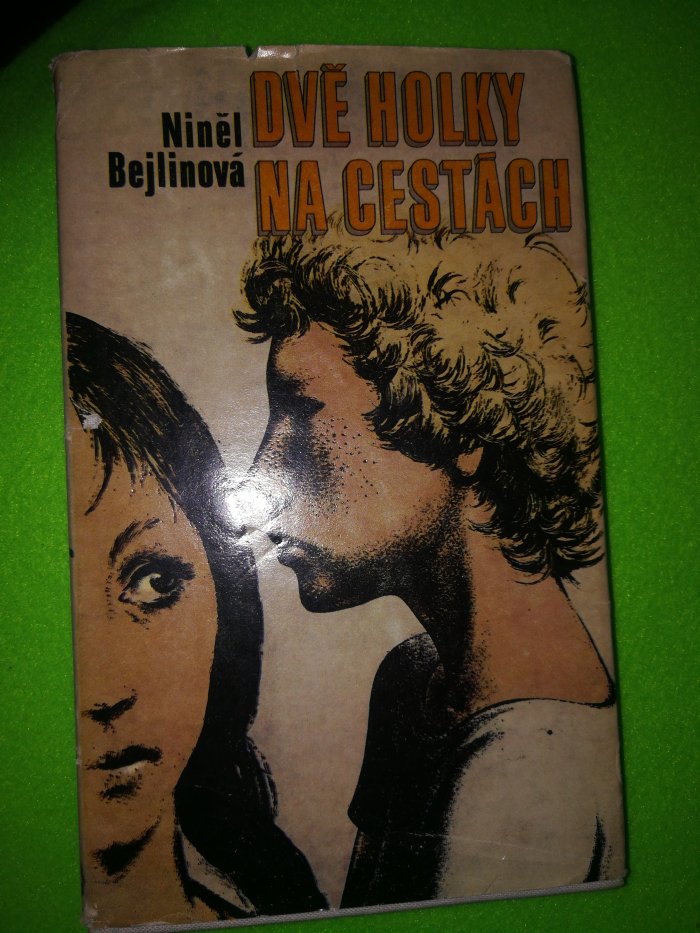 Niněl
Bejlinová
DVĚ HOLKY
NA CESTÁCH